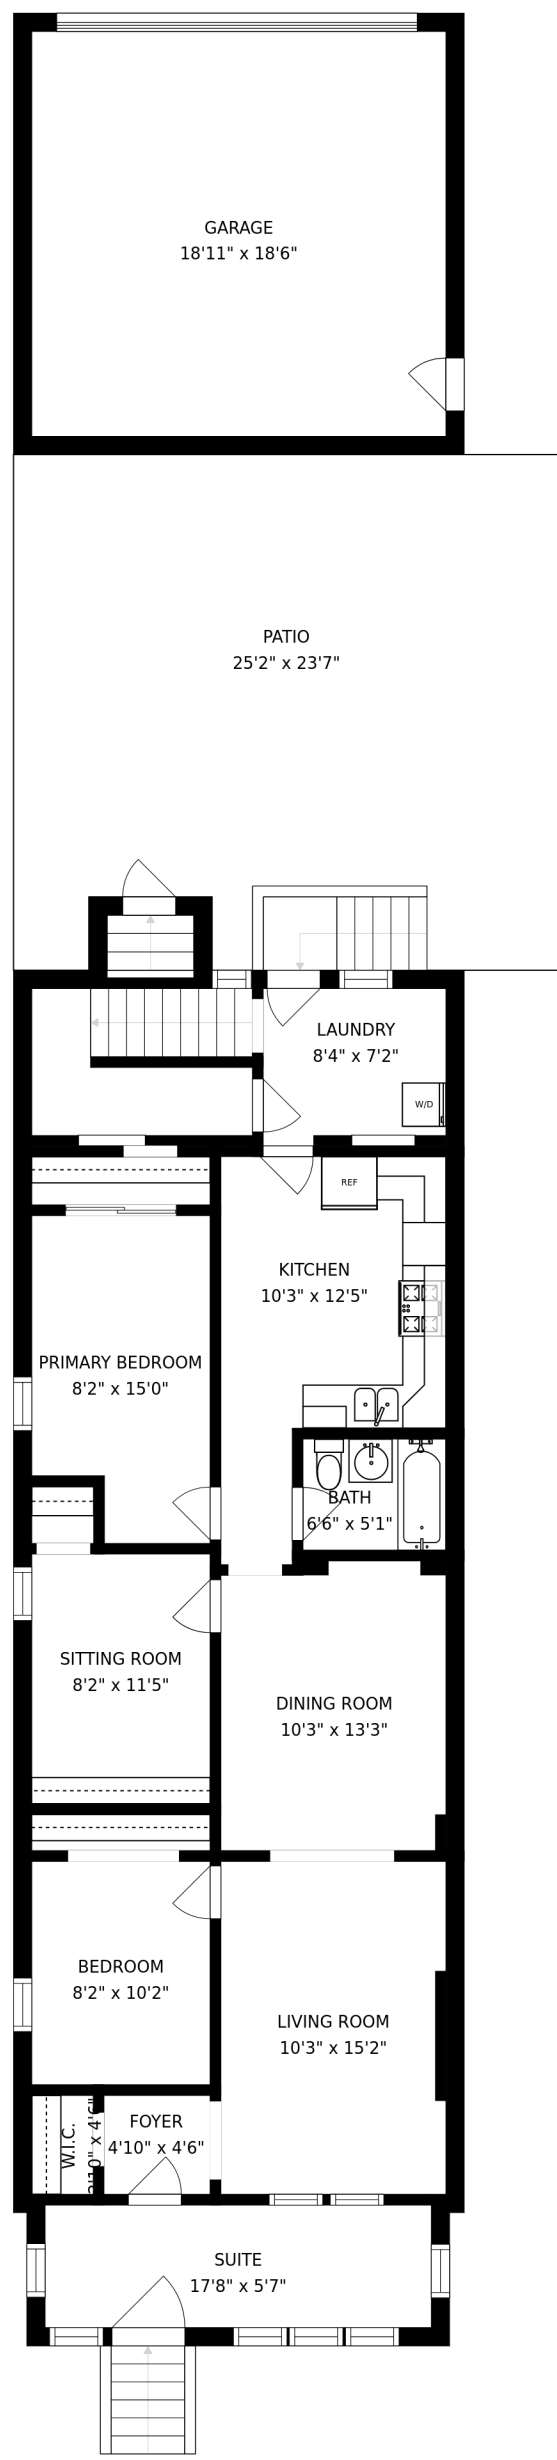 GARAGE
18'11" x 18'6"
PATIO
25'2" x 23'7"
LAUNDRY
8'4" x 7'2"
W/D
REF
KITCHEN
10'3" x 12'5"
PRIMARY BEDROOM
8'2" x 15'0"
BATH
6'6" x 5'1"
SITTING ROOM
8'2" x 11'5"
DINING ROOM
10'3" x 13'3"
BEDROOM
8'2" x 10'2"
LIVING ROOM
10'3" x 15'2"
W.I.C.
x 4'6"
FOYER
4'10" x 4'6"
SUITE
17'8" x 5'7"